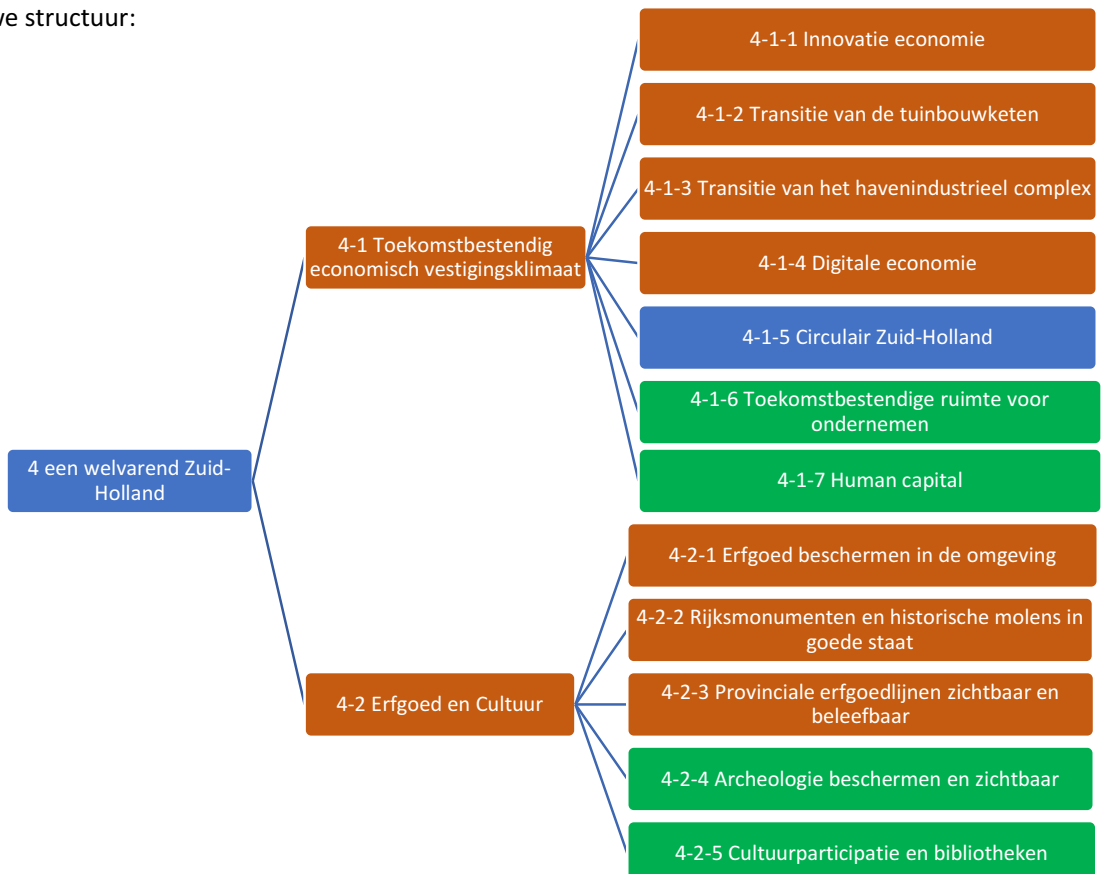 we structuur:
4-1-1 Innovatie economie
4-1-2 Transitie van de tuinbouwketen
4-1-3 Transitie van het havenindustrieel complex
4-1 Toekomstbestendig
economisch vestigingsklimaat
4-1-4 Digitale economie
4-1-5 Circulair Zuid-Holland
4-1-6 Toekomstbestendige ruimte voor
ondernemen
4 een welvarend Zuid-
Holland
4-1-7 Human capital
4-2-1 Erfgoed beschermen in de omgeving
4-2-2 Rijksmonumenten en historische molens in
goede staat
4-2 Erfgoed en Cultuur
4-2-3 Provinciale erfgoedlijnen zichtbaar en
beleefbaar
4-2-4 Archeologie beschermen en zichtbaar
4-2-5 Cultuurparticipatie en bibliotheken